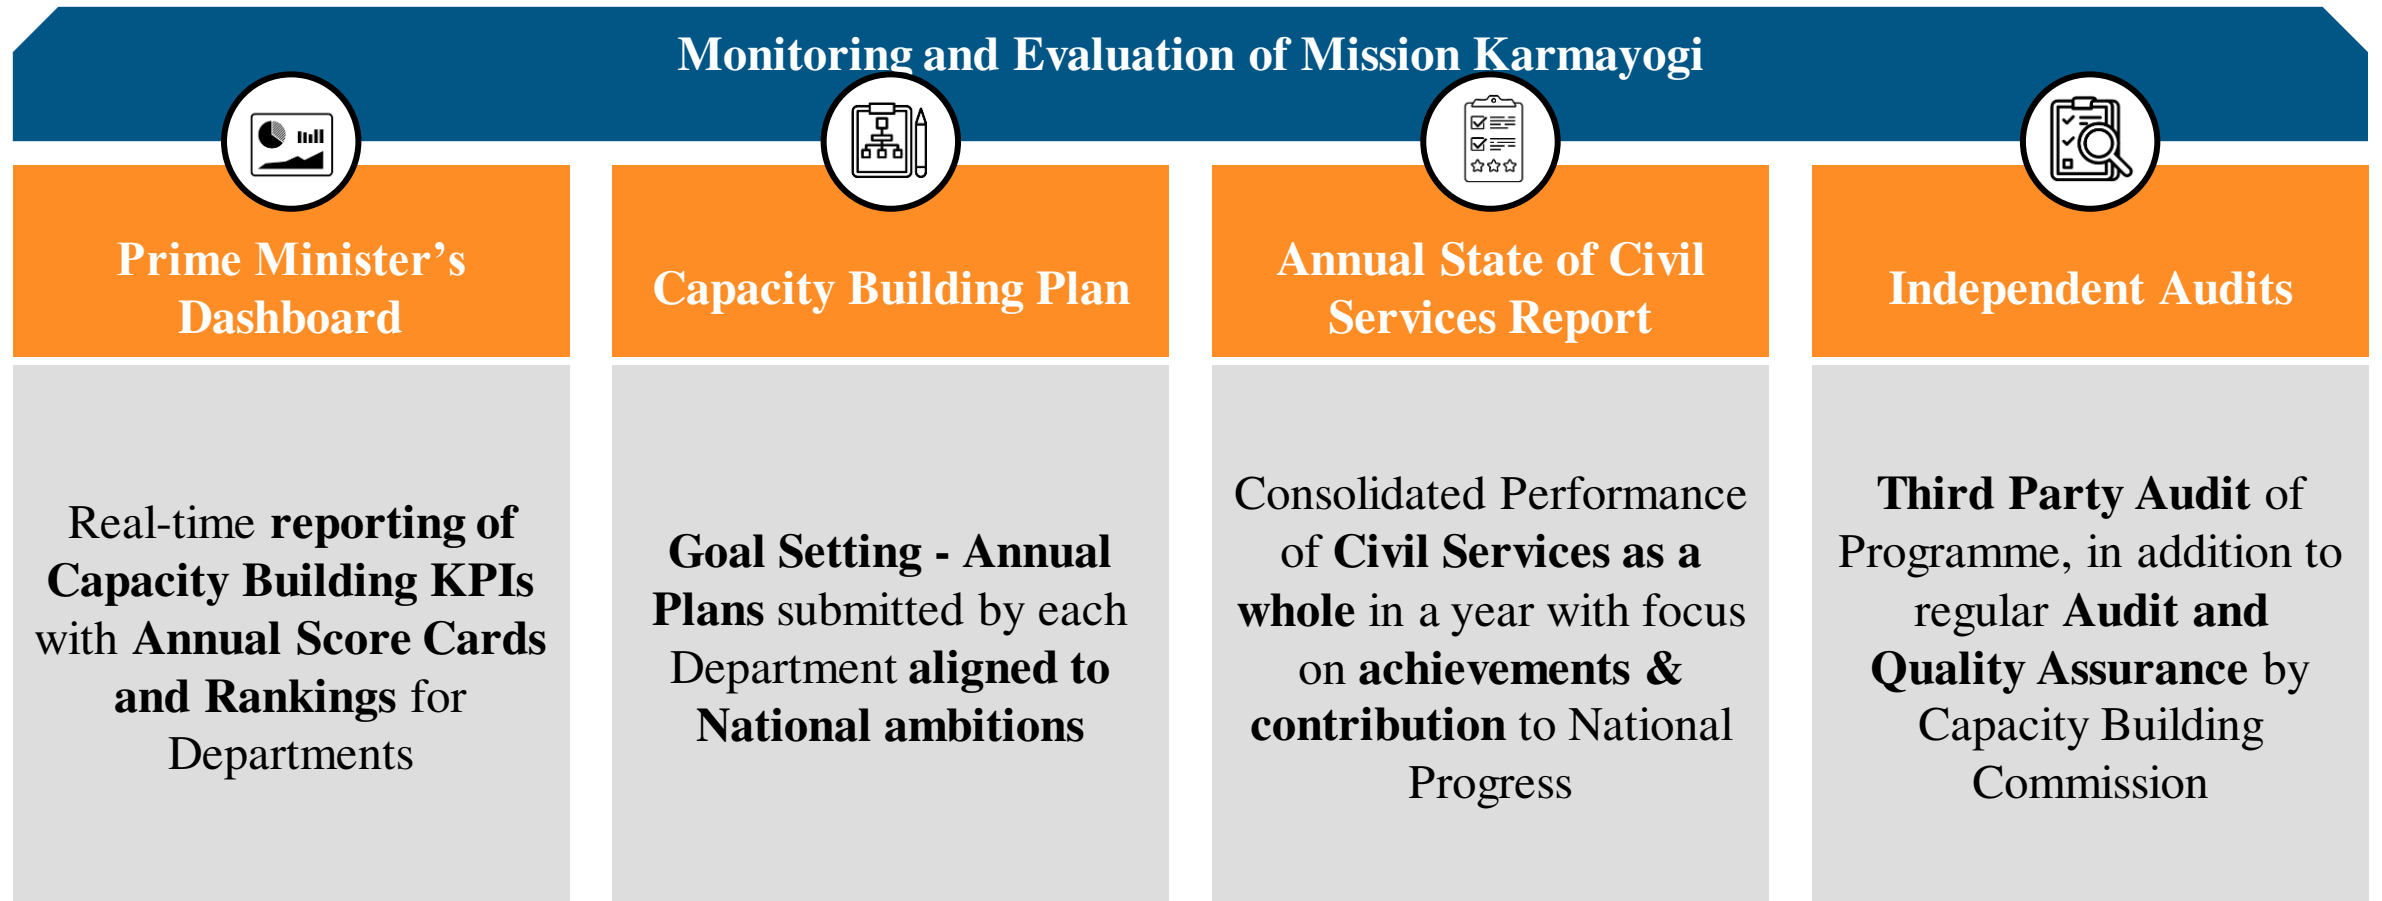 Monitoring and Evaluation of Mission Karmayogi
Prime Minister’s
Dashboard
Real-time reporting of
Capacity Building KPIs
with Annual Score Cards
and Rankings for
Departments
Capacity Building Plan
Goal Setting - Annual
Plans submitted by each
Department aligned to
National ambitions
Annual State of Civil
Services Report
Consolidated Performance
of Civil Services as a
whole in a year with focus
on achievements &
contribution to National
Progress
Independent Audits
Third Party Audit of
Programme, in addition to
regular Audit and
Quality Assurance by
Capacity Building
Commission